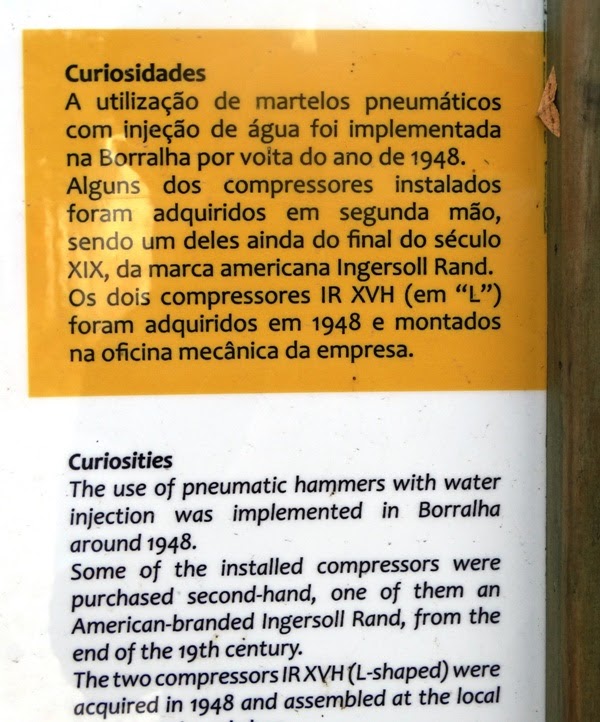 Curiosidades
A utilização de martelos pneumáticos
com injeção de água foi implementada
na Borralha por volta do ano de 1948.
Alguns dos compressores instalados
foram adquiridos em segunda mão,
sendo um deles ainda do final do século
XIX, da marca americana Ingersoll Rand.
Os dois compressores IR XVH (em “L”)
foram adquiridos em 1948 e montados
na oficina mecânica da empresa.
Curiosities
The use of pneumatic hammers with water
injection was implemented in Borralha
around 1948.
Some of the installed compressors were
purchased second-hand, one of them an
American-branded Ingersoll Rand, from the
end of the 19th century.
The two compressors IR XVH (L-shaped) were
acquired in 1948 and assembled at the local